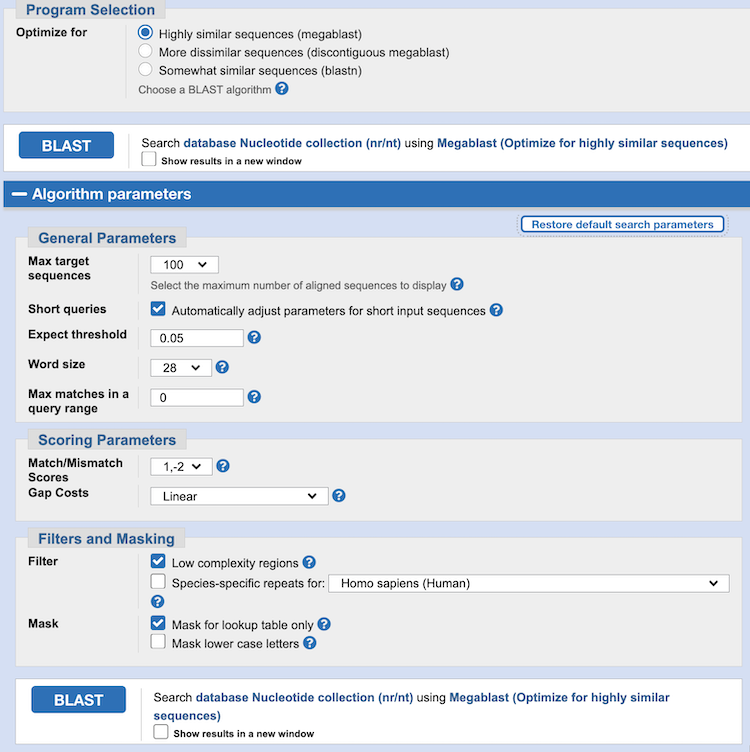 Program Selection
Optimize for
Highly similar sequences (megablast)
More dissimilar sequences (discontiguous megablast)
Somewhat similar sequences (blastn)
Choose a BLAST algorithm ?
BLAST
Search database Nucleotide collection (nr/nt) using Megablast (Optimize for highly similar sequences)
Show results in a new window
Algorithm parameters
Restore default search parameters
General Parameters
Max target
sequences
100
Select the maximum number of aligned sequences to display ?
Short queries
Automatically adjust parameters for short input sequences ?
Expect threshold
0.05 ?
Word size
28 ?
Max matches in a
query range
0 ?
Scoring Parameters
Match/Mismatch
Scores
1,-2 ?
Gap Costs
Linear ?
Filters and Masking
Filter
Low complexity regions ?
Species-specific repeats for: Homo sapiens (Human)
?
Mask
Mask for lookup table only ?
Mask lower case letters ?
BLAST
Search database Nucleotide collection (nr/nt) using Megablast (Optimize for highly similar
sequences)
Show results in a new window